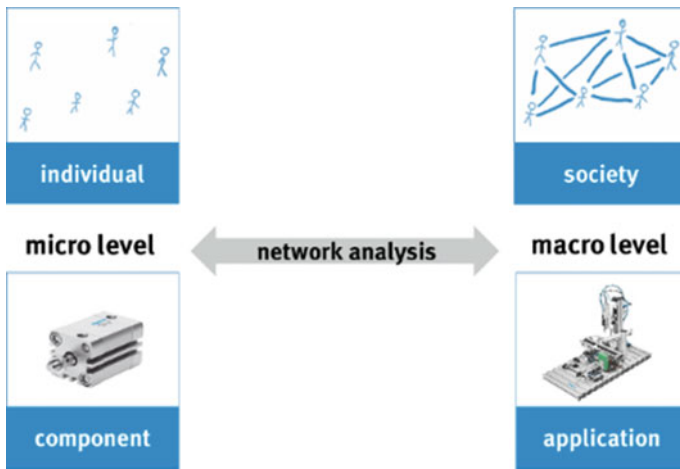 individual
society
micro level
network analysis
macro level
component
application